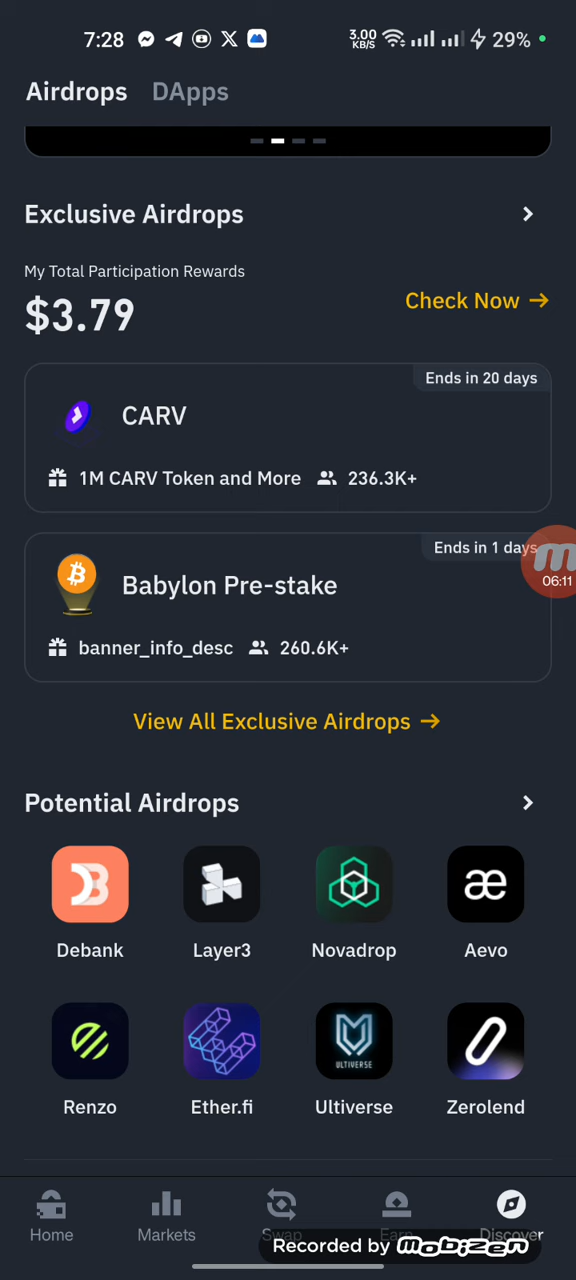 7:28
3.00
KB/S
29%
Airdrops DApps
Exclusive Airdrops
My Total Participation Rewards
$3.79
Check Now →
Ends in 20 days
CARV
1M CARV Token and More 236.3K+
Ends in 1 days
Babylon Pre-stake
06:11
banner_info_desc 260.6K+
View All Exclusive Airdrops →
Potential Airdrops
Debank Layer3 Novadrop Aevo
ULTIVERSE
Renzo Ether.fi Ultiverse Zerolend
Home Markets Swap Earn Discover
Recorded by mobizen